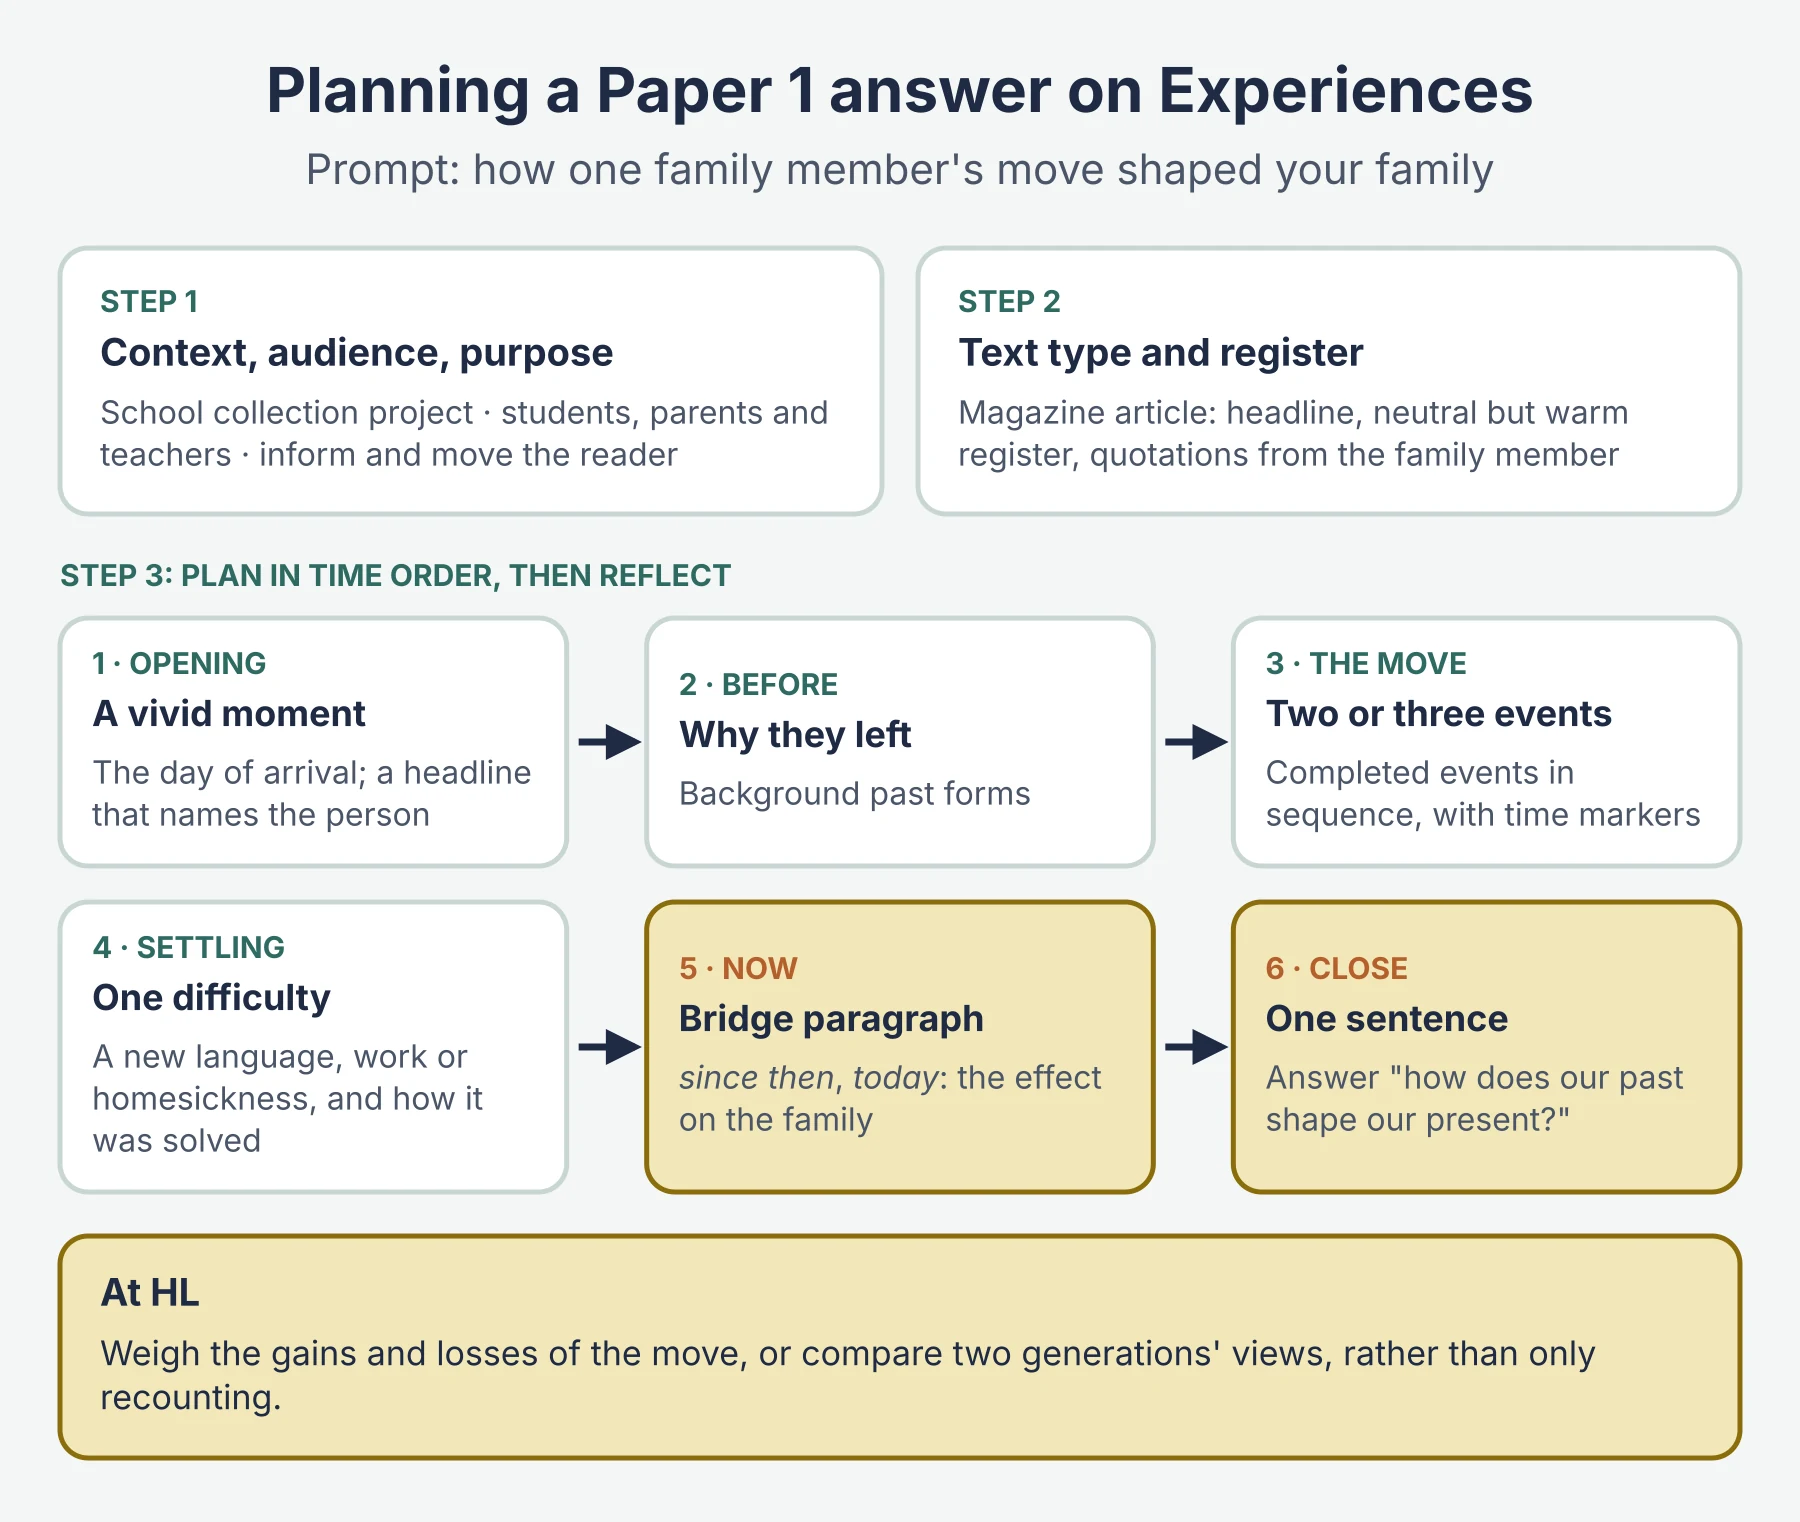 Planning a Paper 1 answer on Experiences
Prompt: how one family member's move shaped your family
STEP 1
Context, audience, purpose
School collection project · students, parents and
teachers · inform and move the reader
STEP 2
Text type and register
Magazine article: headline, neutral but warm
register, quotations from the family member
STEP 3: PLAN IN TIME ORDER, THEN REFLECT
1 · OPENING
A vivid moment
The day of arrival; a headline
that names the person
2 · BEFORE
Why they left
Background past forms
3 · THE MOVE
Two or three events
Completed events in
sequence, with time markers
4 · SETTLING
One difficulty
A new language, work or
homesickness, and how it
was solved
5 · NOW
Bridge paragraph
since then, today: the effect
on the family
6 · CLOSE
One sentence
Answer "how does our past
shape our present?"
At HL
Weigh the gains and losses of the move, or compare two generations' views, rather than only
recounting.